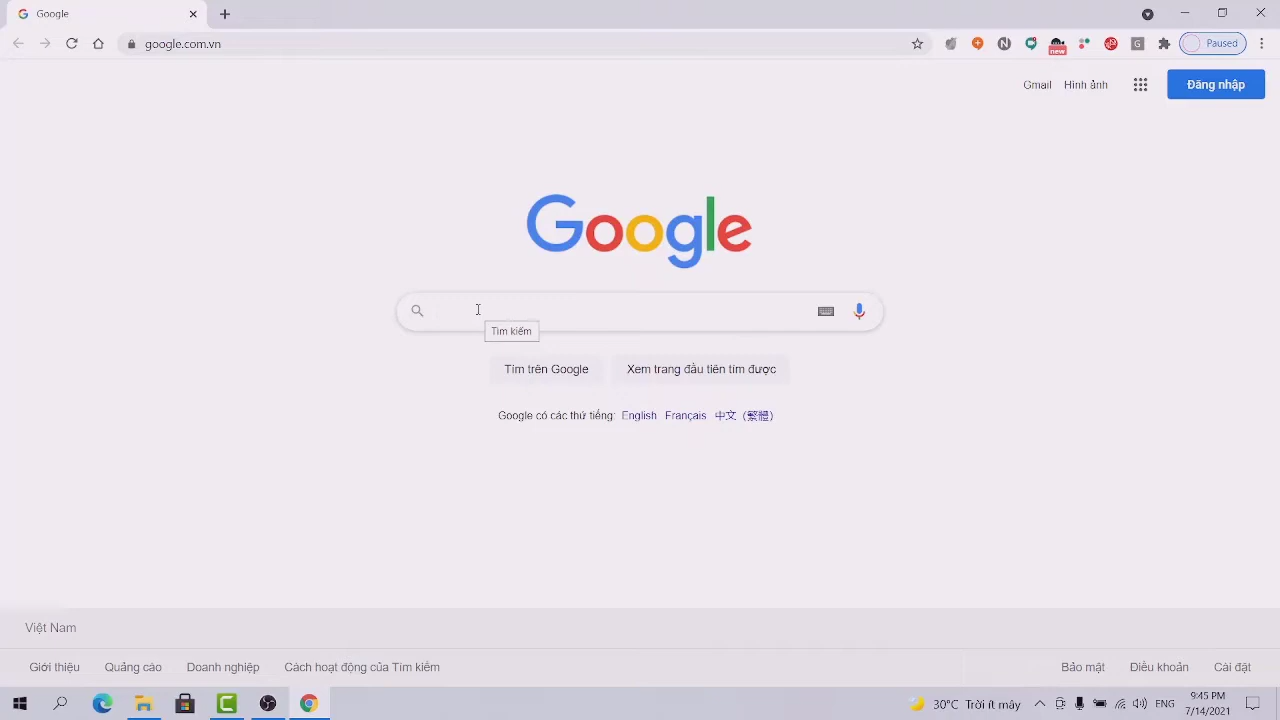 Google
google.com.vn
new
G
Paused
Gmail
Hình ảnh
Đăng nhập
Google
Tìm kiếm
Tìm trên Google
Xem trang đầu tiên tìm được
Google có các thứ tiếng: English Français 中文（繁體）
Việt Nam
Giới thiệu
Quảng cáo
Doanh nghiệp
Cách hoạt động của Tìm kiếm
Bảo mật
Điều khoản
Cài đặt
30°C Trời ít mây
ENG
9:45 PM
7/14/2021